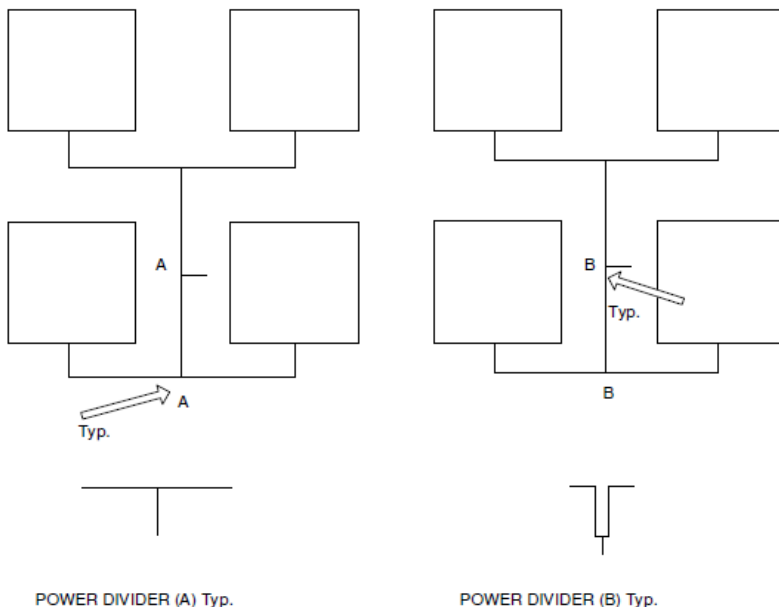 A
B
Typ.
A
B
Typ.
POWER DIVIDER (A) Typ.
POWER DIVIDER (B) Typ.